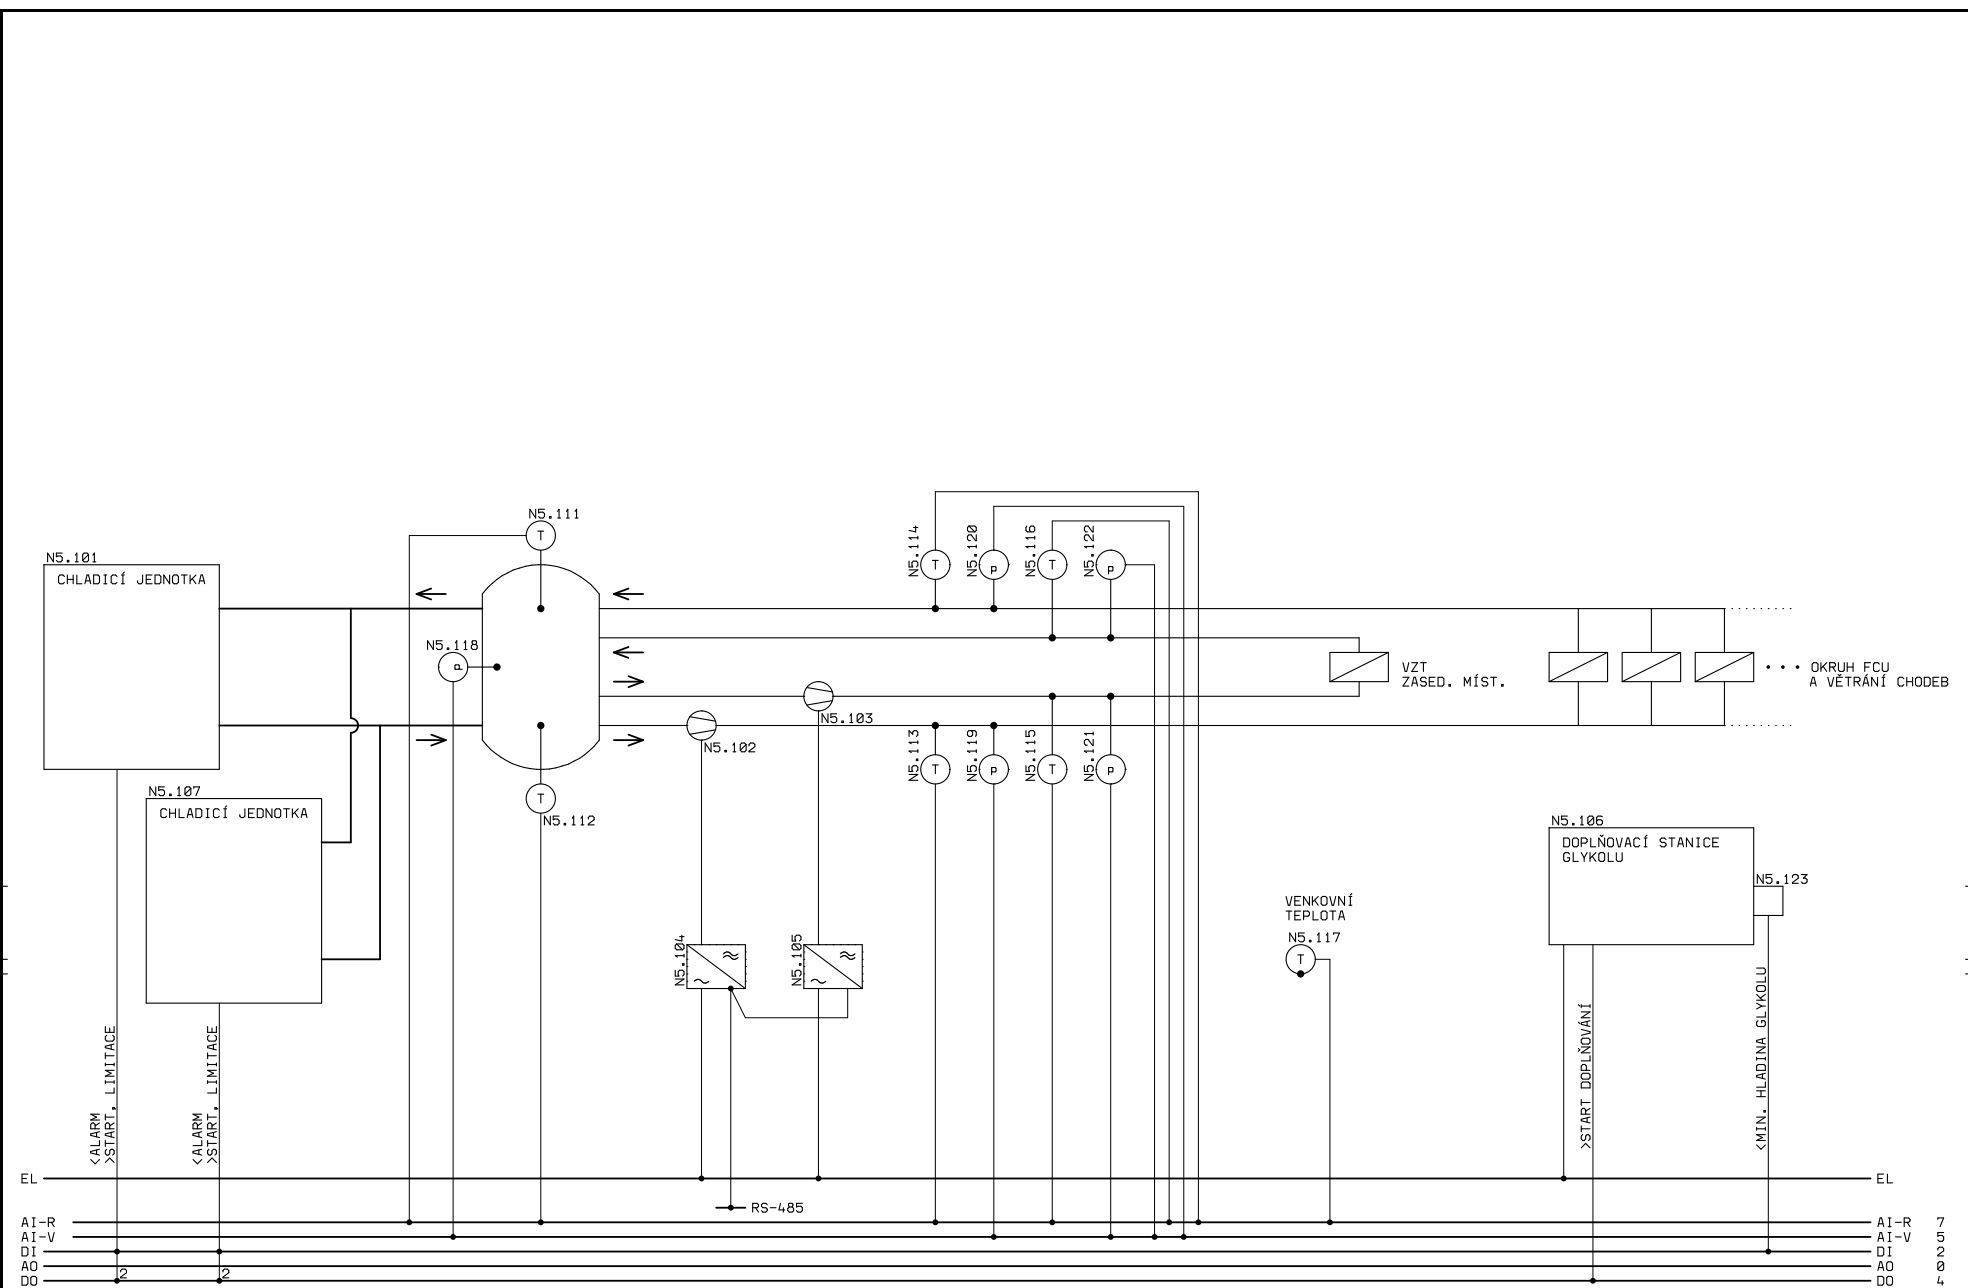 N5.111
N5.114
N5.120
N5.116
N5.122
N5.101
CHLADICÍ JEDNOTKA
T
T
p
T
p
N5.118
p
VZT
ZASED. MÍST.
• • • OKRUH FCU
A VĚTRÁNÍ CHODEB
N5.103
N5.102
N5.113
N5.119
N5.115
N5.121
T
p
T
p
N5.107
CHLADICÍ JEDNOTKA
T
N5.112
N5.106
DOPLŇOVACÍ STANICE
GLYKOLU
N5.123
VENKOVNÍ
TEPLOTA
N5.117
T
N5.104
N5.105
<ALARM
>START, LIMITACE
<ALARM
>START, LIMITACE
>START DOPLŇOVÁNÍ
<MIN. HLADINA GLYKOLU
EL
EL
RS-485
AI-R
AI-R 7
AI-V
AI-V 5
DI
DI 2
AO
AO 0
2
2
DO
DO 4